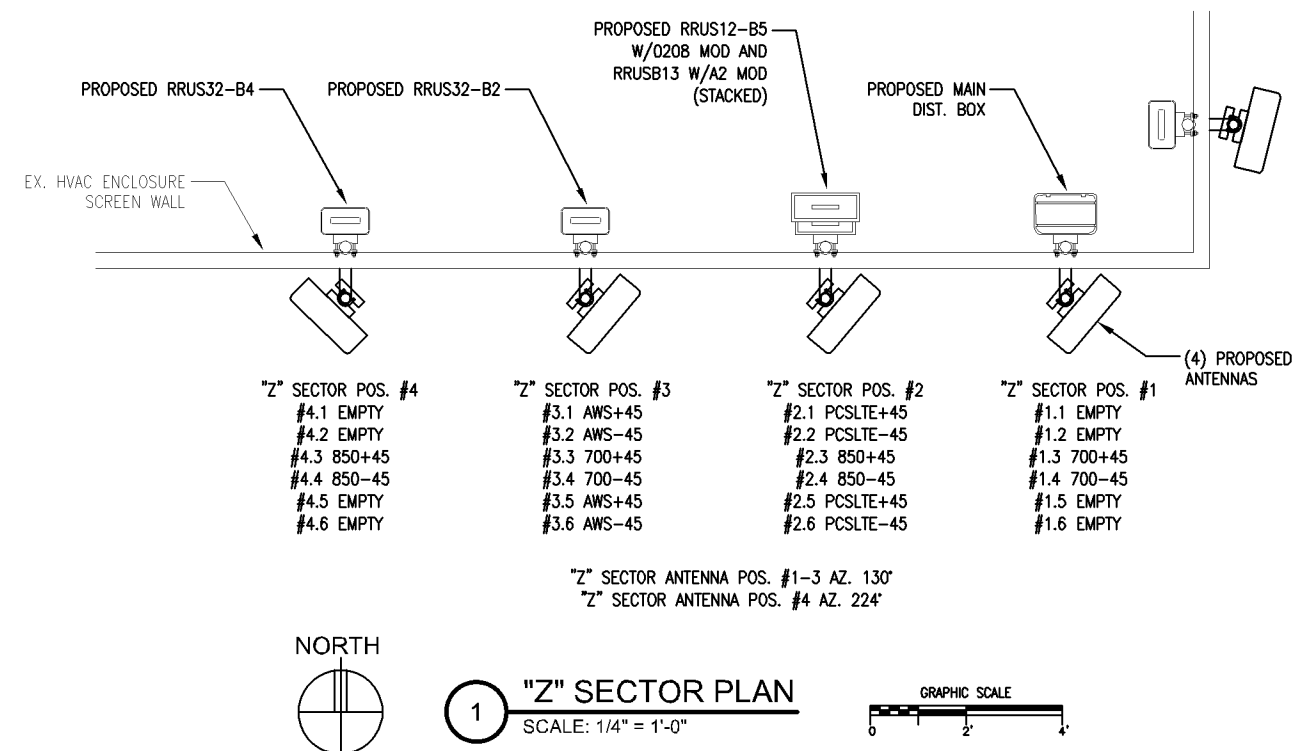 PROPOSED RRUS32-B4
PROPOSED RRUS32-B2
PROPOSED RRUS12-B5
W/0208 MOD AND
RRUSB13 W/A2 MOD
(STACKED)
PROPOSED MAIN
DIST. BOX
EX. HVAC ENCLOSURE
SCREEN WALL
(4) PROPOSED
ANTENNAS
"Z" SECTOR POS. #4
#4.1 EMPTY
#4.2 EMPTY
#4.3 850+45
#4.4 850-45
#4.5 EMPTY
#4.6 EMPTY
"Z" SECTOR POS. #3
#3.1 AWS+45
#3.2 AWS-45
#3.3 700+45
#3.4 700-45
#3.5 AWS+45
#3.6 AWS-45
"Z" SECTOR POS. #2
#2.1 PCSLTE+45
#2.2 PCSLTE-45
#2.3 850+45
#2.4 850-45
#2.5 PCSLTE+45
#2.6 PCSLTE-45
"Z" SECTOR POS. #1
#1.1 EMPTY
#1.2 EMPTY
#1.3 700+45
#1.4 700-45
#1.5 EMPTY
#1.6 EMPTY
"Z" SECTOR ANTENNA POS. #1-3 AZ. 130°
"Z" SECTOR ANTENNA POS. #4 AZ. 224°
NORTH
1
"Z" SECTOR PLAN
SCALE: 1/4" = 1'-0"
GRAPHIC SCALE
0 2' 4'